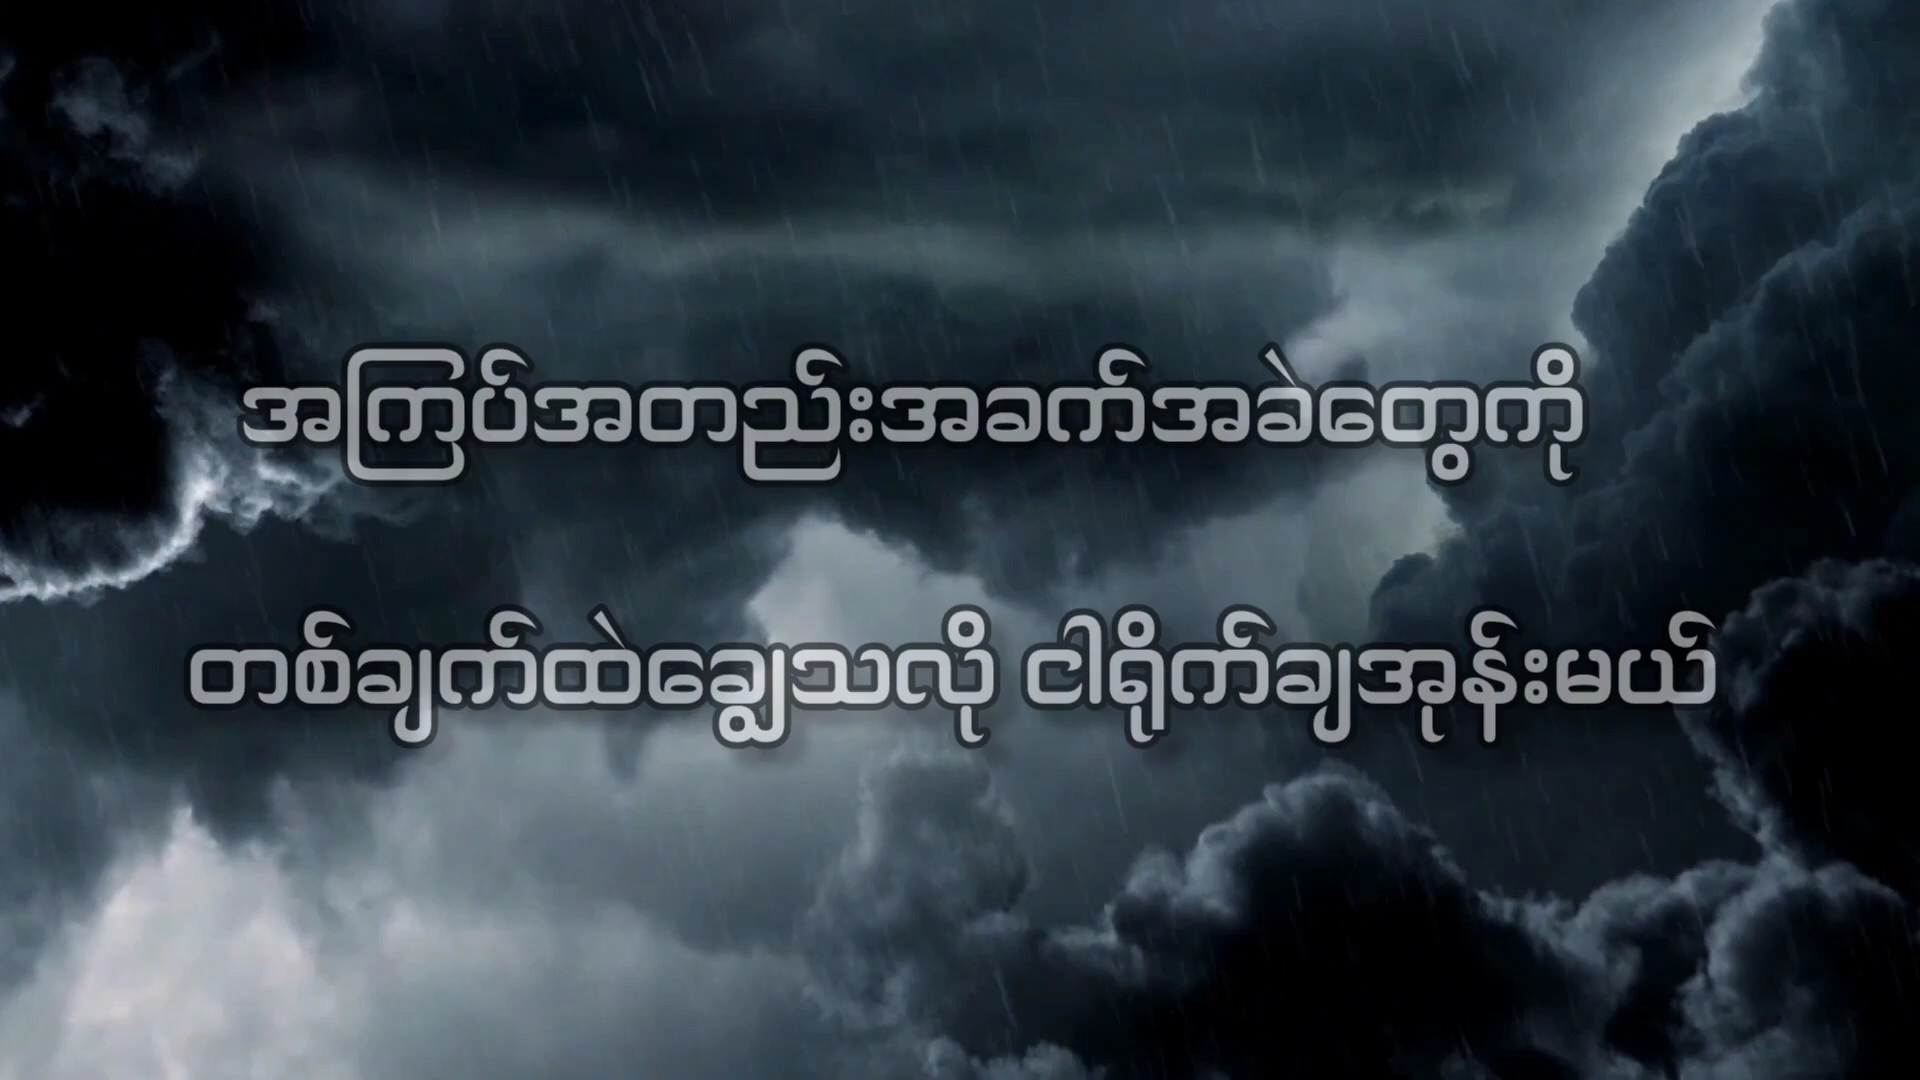 အကြပ်အတည်းအခက်အခဲတွေကို
တစ်ချက်ထဲချွေသလို ငါရိုက်ချအုန်းမယ်